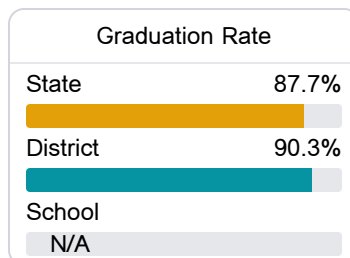 Graduation Rate
State 87.7%
District 90.3%
School
N/A